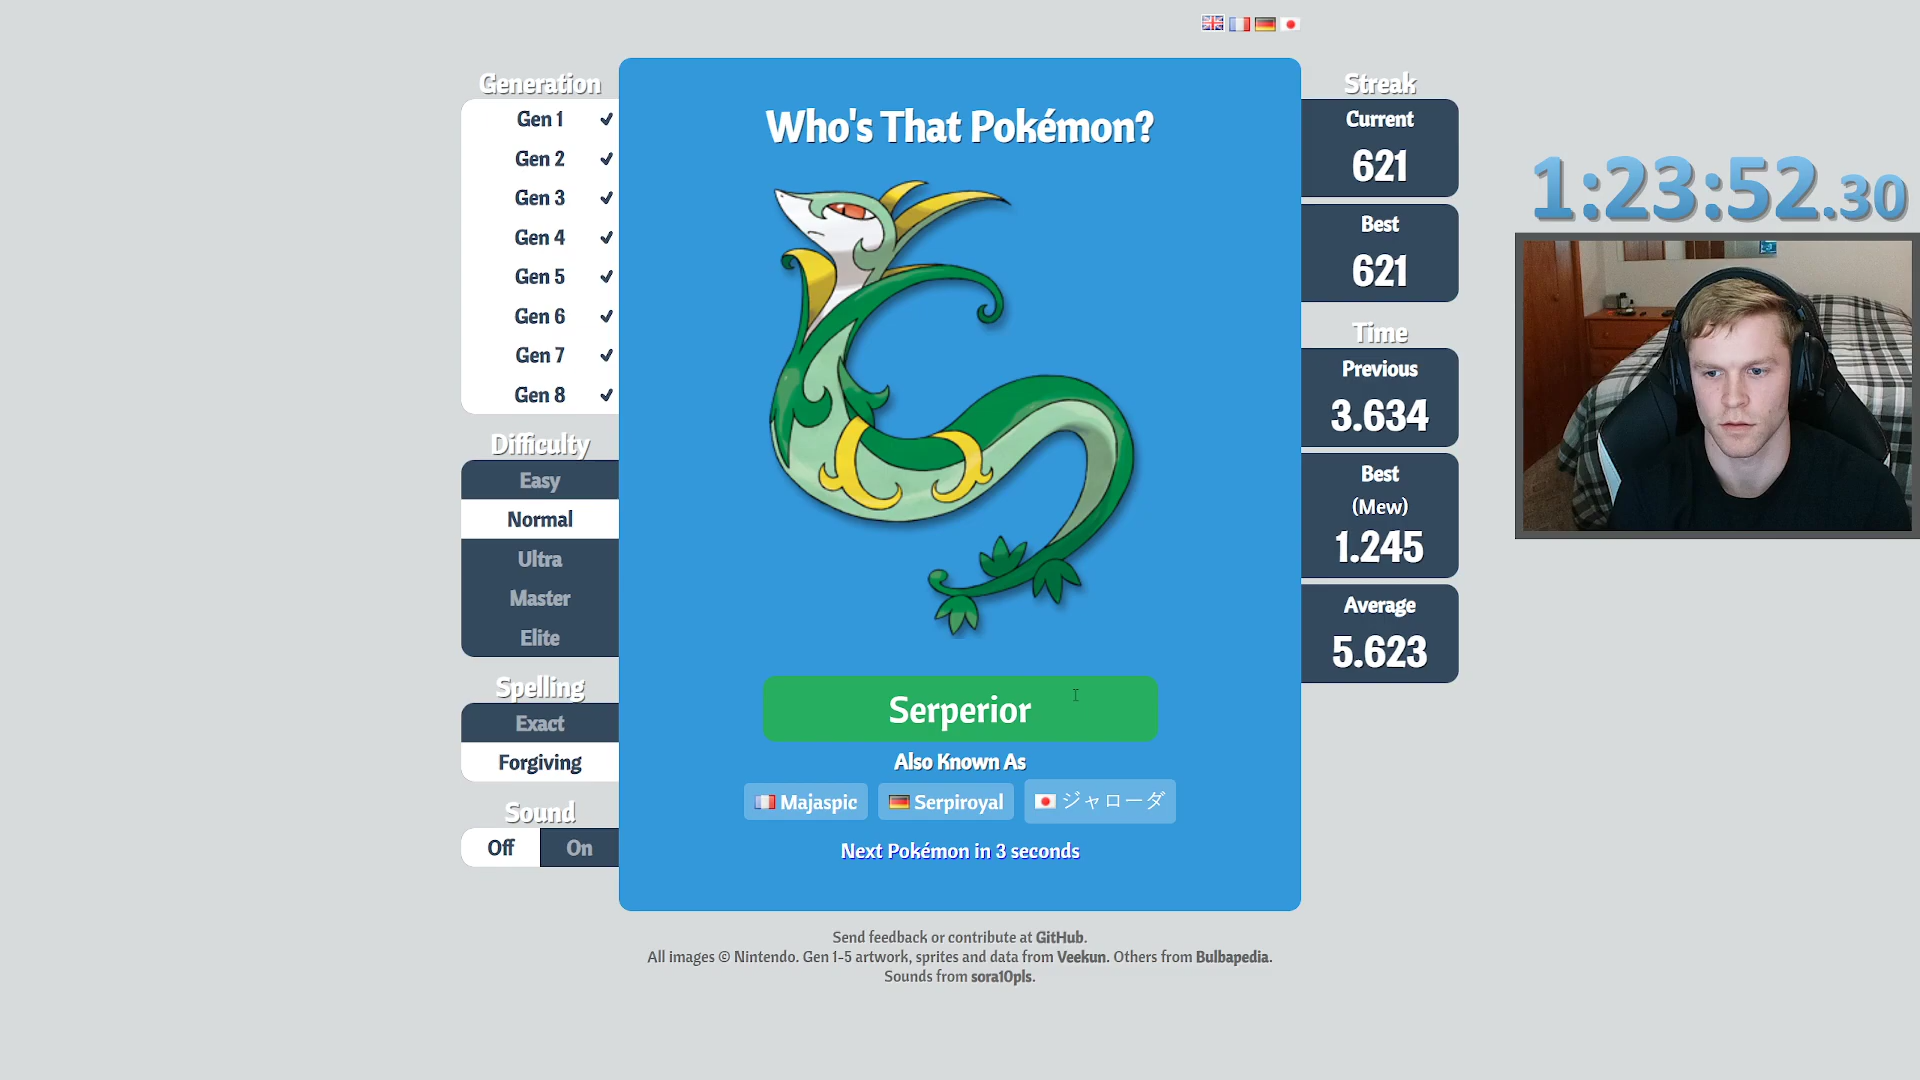 Generation
Gen 1
Gen 2
Gen 3
Gen 4
Gen 5
Gen 6
Gen 7
Gen 8
Difficulty
Easy
Normal
Ultra
Master
Elite
Spelling
Exact
Forgiving
Sound
Off On
Who's That Pokémon?
Serperior
Also Known As
Majaspic Serpiroyal ジャローダ
Next Pokémon in 3 seconds
Send feedback or contribute at GitHub.
All images © Nintendo. Gen 1-5 artwork, sprites and data from Veekun. Others from Bulbapedia.
Sounds from sora10pls.
Streak
Current
621
Best
621
Time
Previous
3.634
Best
(Mew)
1.245
Average
5.623
1:23:52.30